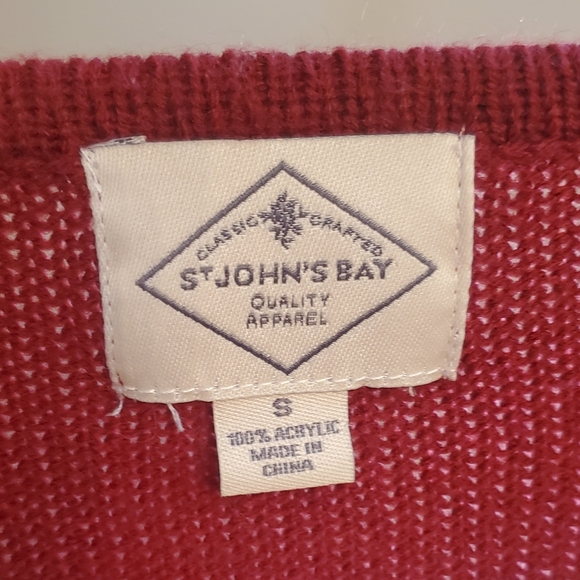 CLASSIC CRAFTED
ST JOHN'S BAY
QUALITY
APPAREL
S
100% ACRYLIC
MADE IN
CHINA